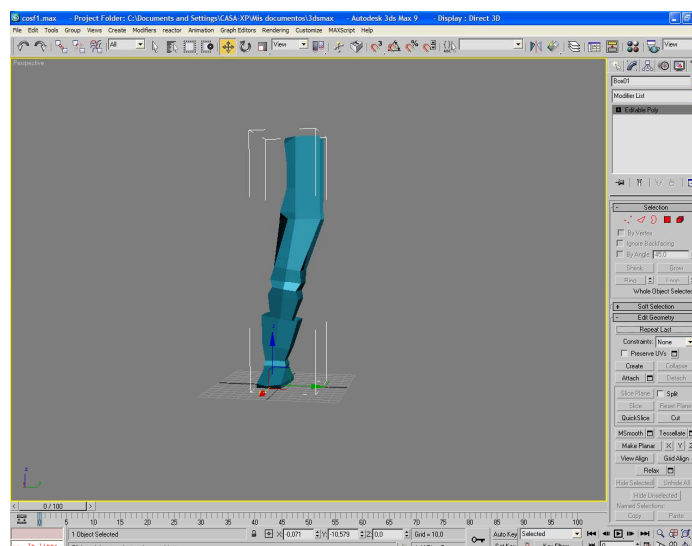 cosf1.max - Project Folder: C:\Documents and Settings\CASA-XP\Mis documentos\3dsmax - Autodesk 3ds Max 9 - Display : Direct 3D
File Edit Tools Group Views Create Modifiers reactor Animation Graph Editors Rendering Customize MAXScript Help
All View View
Perspective
Box01
Modifier List
Editable Poly
Selection
By Vertex
Ignore Backfacing
By Angle: 45.0
Shrink Grow
Ring Loop
Whole Object Selected
Soft Selection
Edit Geometry
Repeat Last
Constraints: None
Preserve UVs
Create Collapse
Attach Detach
Slice Plane Split
Slice Reset Plane
QuickSlice Cut
MSmooth Tessellate
Make Planar X Y Z
View Align Grid Align
Relax
Hide Selected Unhide All
Hide Unselected
Named Selections:
Copy Paste
0 / 100
0 5 10 15 20 25 30 35 40 45 50 55 60 65 70 75 80 85 90 95 100
1 Object Selected X: -0,071 Y: -10,579 Z: 0,0 Grid = 10,0 Auto Key Selected